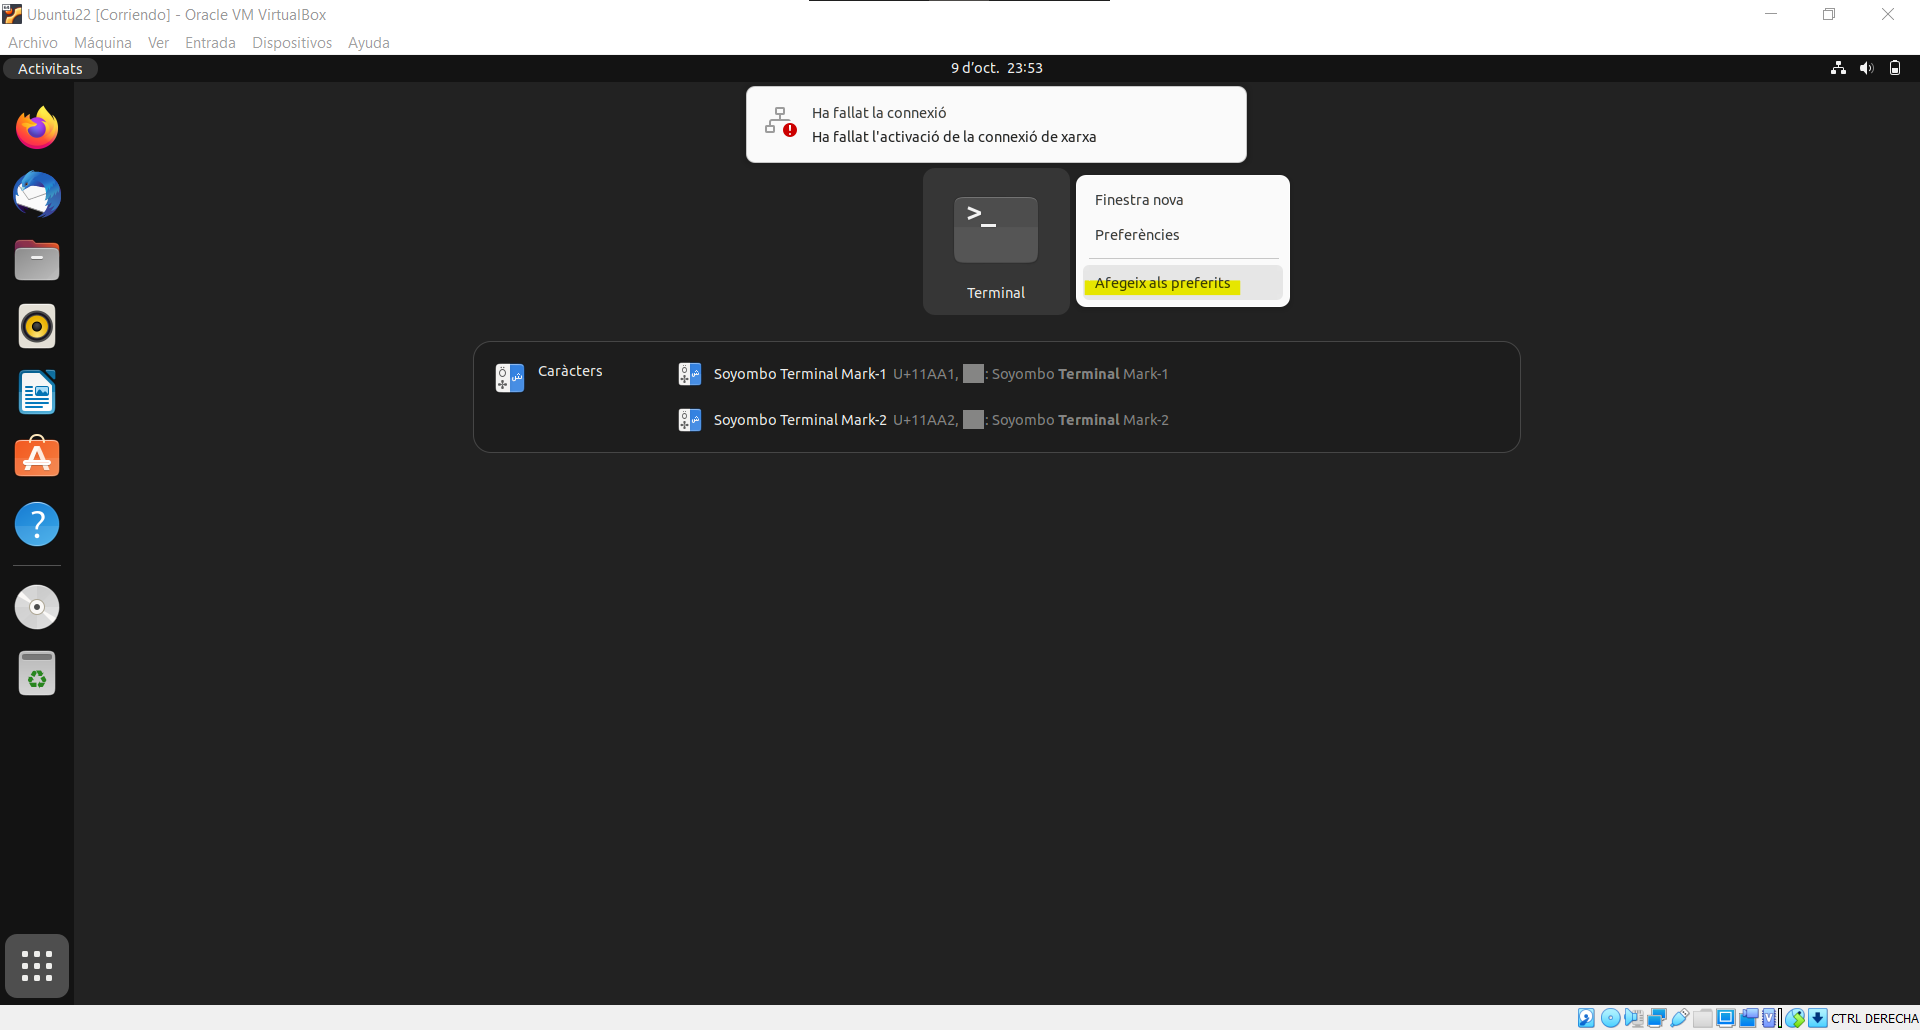 Ubuntu22 [Corriendo] - Oracle VM VirtualBox
Archivo Máquina Ver Entrada Dispositivos Ayuda
Activitats 9 d’oct. 23:53
Ha fallat la connexió
Ha fallat l'activació de la connexió de xarxa
>_
Terminal
Finestra nova
Preferències
Afegeix als preferits
Caràcters
Soyombo Terminal Mark-1 U+11AA1, : Soyombo Terminal Mark-1
Soyombo Terminal Mark-2 U+11AA2, : Soyombo Terminal Mark-2
CTRL DERECHA